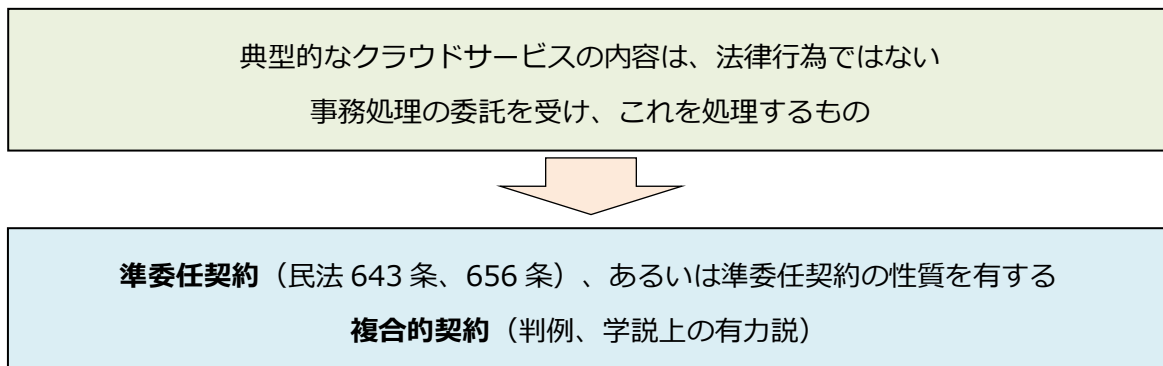 典型的なクラウドサービスの内容は、法律行為ではない
事務処理の委託を受け、これを処理するもの
準委任契約（民法 643 条、656 条）、あるいは準委任契約の性質を有する
複合的契約（判例、学説上の有力説）